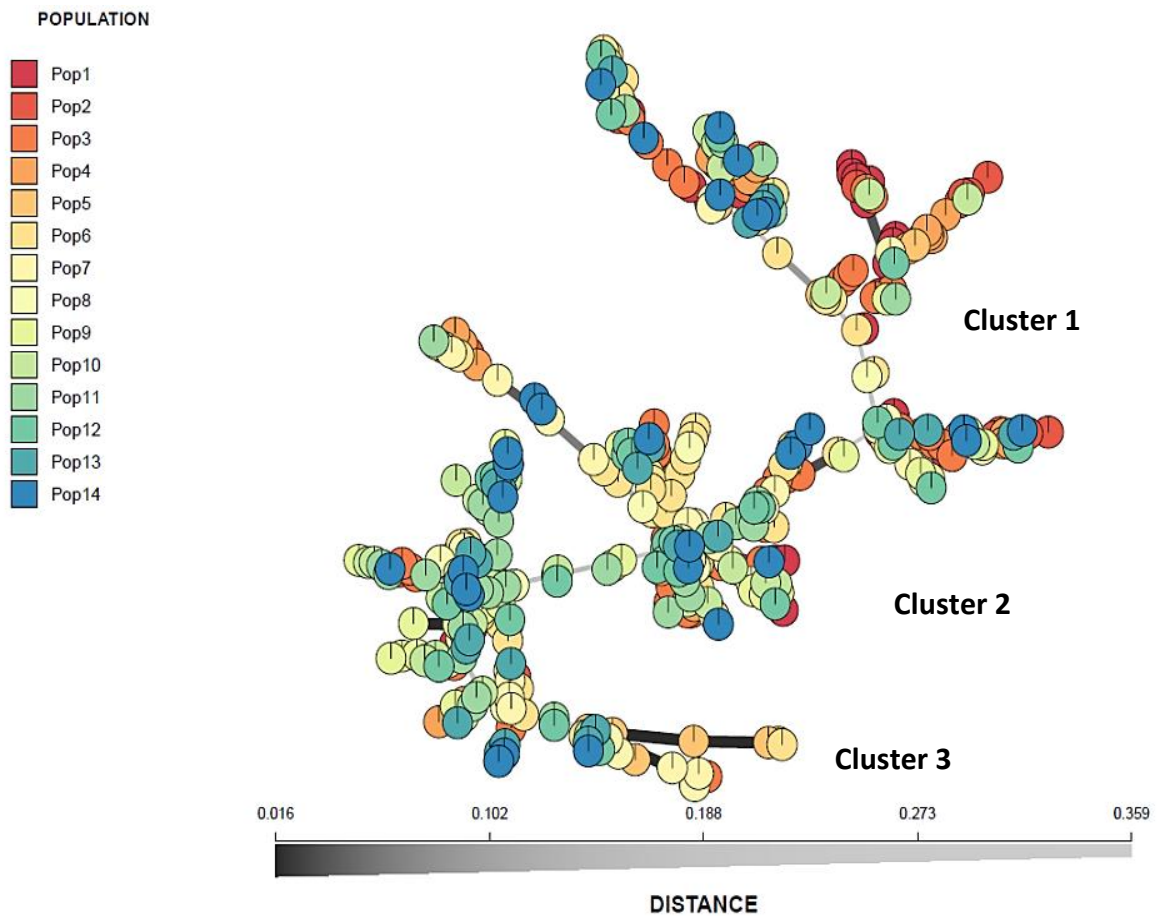 POPULATION
Pop1
Pop2
Pop3
Pop4
Pop5
Pop6
Pop7
Pop8
Pop9
Pop10
Pop11
Pop12
Pop13
Pop14
Cluster 1
Cluster 2
Cluster 3
0.016 0.102 0.188 0.273 0.359
DISTANCE